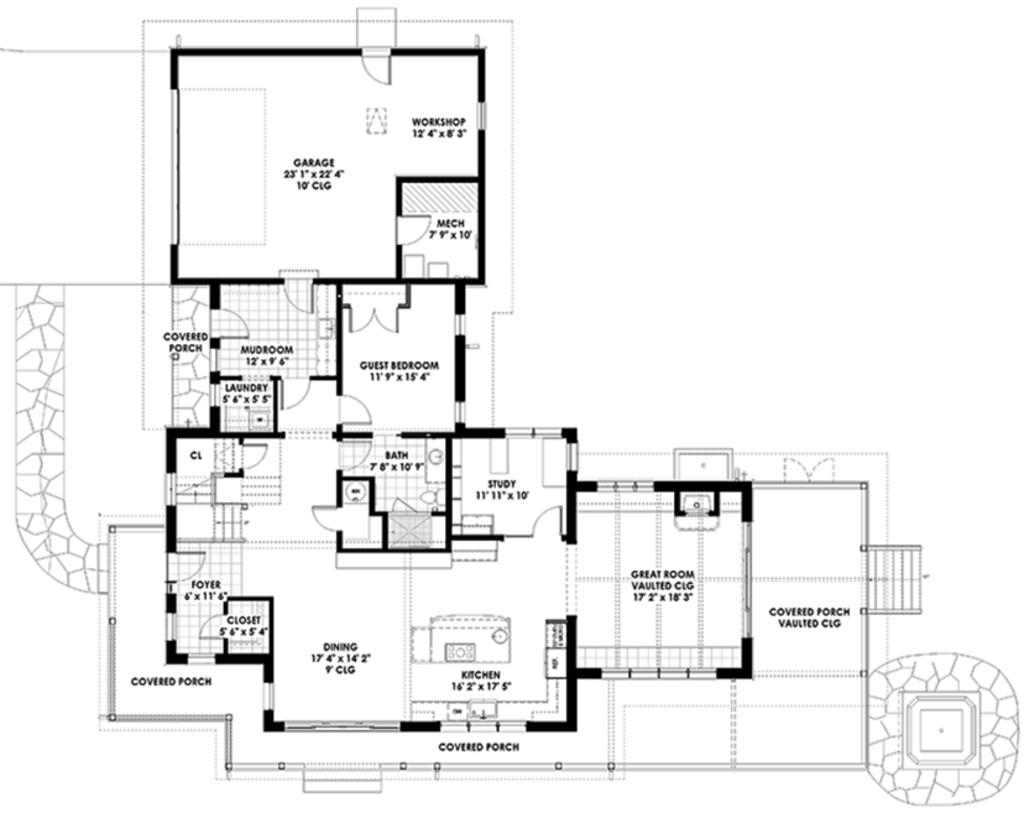 WORKSHOP
12' 4" x 8' 3"
GARAGE
23' 1" x 22' 4"
10' CLG
MECH
7' 9" x 10'
COVERED
PORCH
MUDROOM
12' x 9' 6"
GUEST BEDROOM
11' 9" x 15' 4"
LAUNDRY
5' 6" x 5' 5"
CL
BATH
7' 8" x 10' 9"
STUDY
11' 11" x 10'
FOYER
6' x 11' 6"
CLOSET
5' 6" x 5' 4"
GREAT ROOM
VAULTED CLG
17' 2" x 18' 3"
COVERED PORCH
VAULTED CLG
DINING
17' 4" x 14' 2"
9' CLG
REF.
KITCHEN
16' 2" x 17' 5"
COVERED PORCH
DW
COVERED PORCH